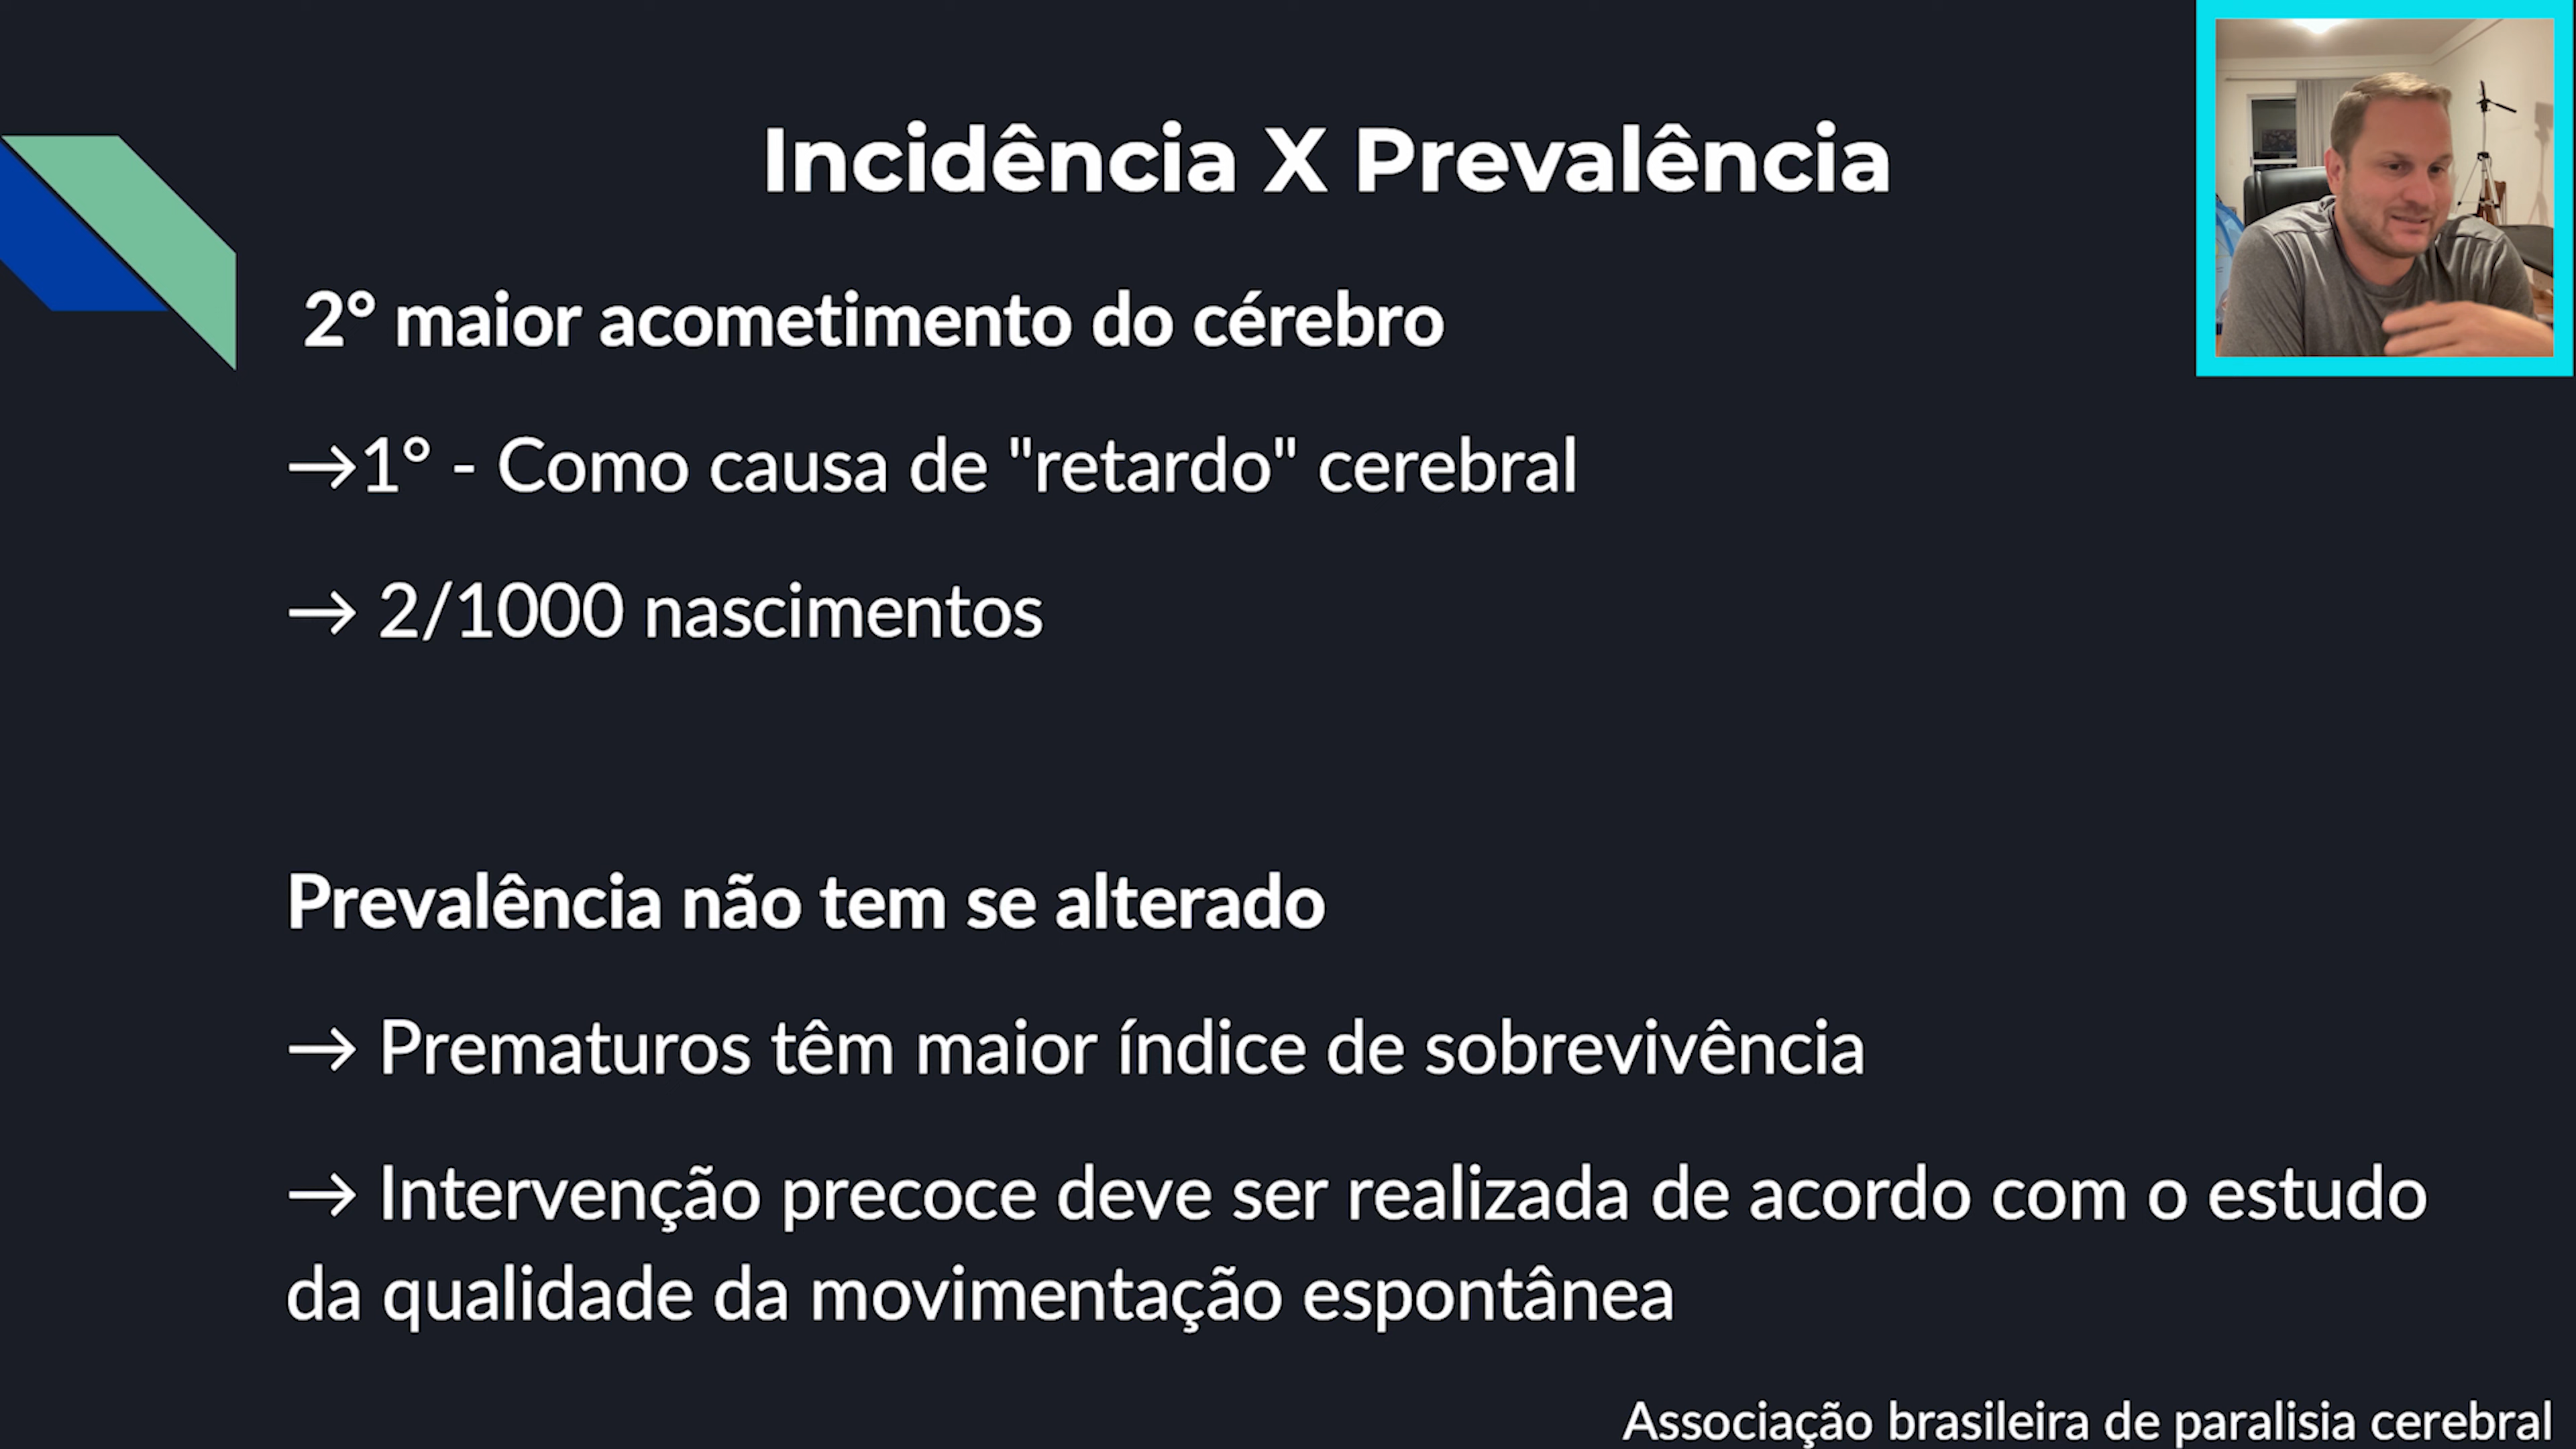 Incidência X Prevalência
2° maior acometimento do cérebro
→1° - Como causa de "retardo" cerebral
→ 2/1000 nascimentos
Prevalência não tem se alterado
→ Prematuros têm maior índice de sobrevivência
→ Intervenção precoce deve ser realizada de acordo com o estudo
da qualidade da movimentação espontânea
Associação brasileira de paralisia cerebral